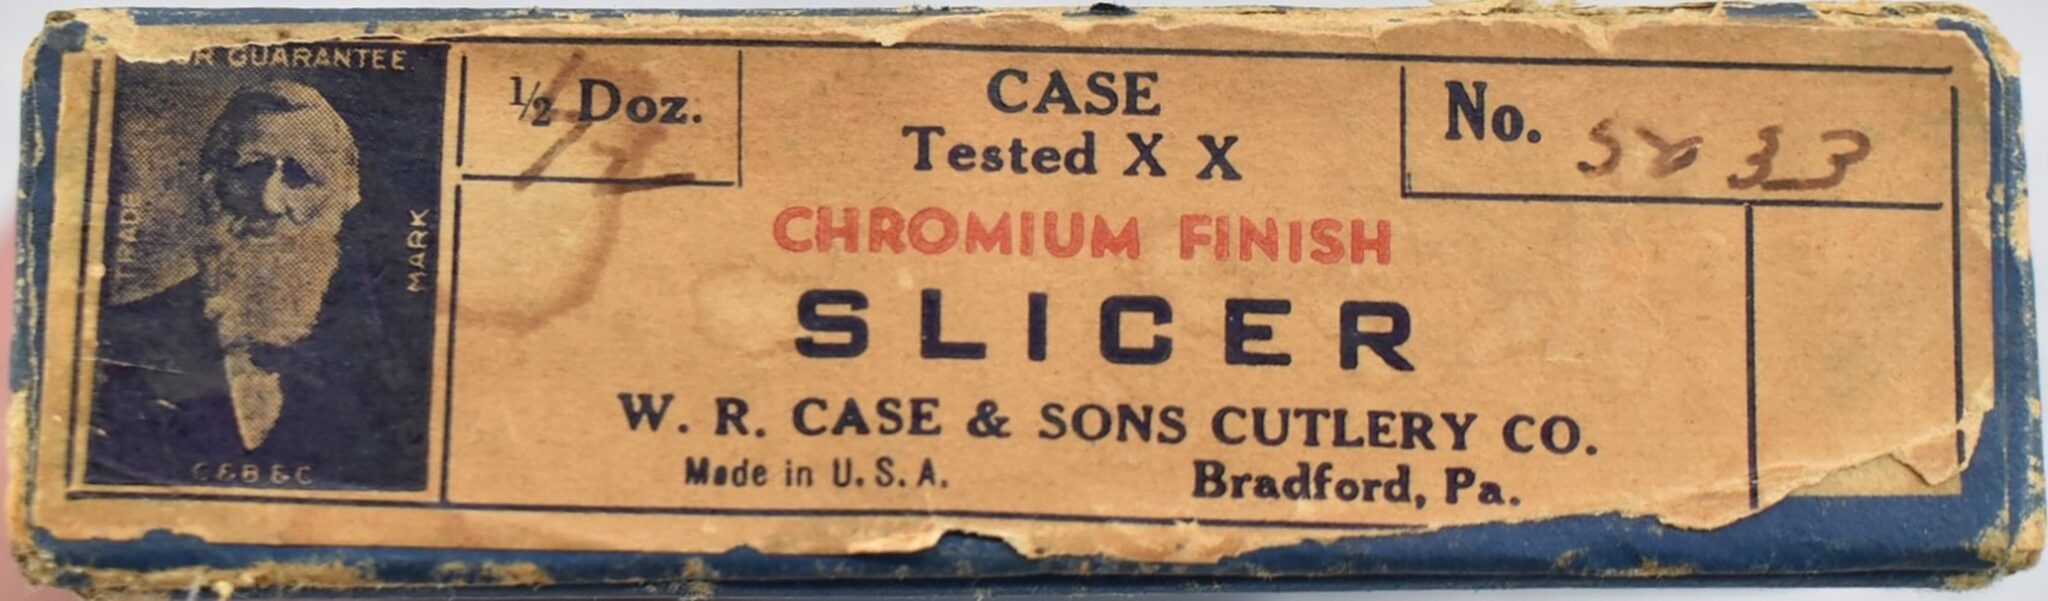 GUARANTEE
TRADE
MARK
C & B & C
1/2 Doz.
CASE
Tested X X
No.
CHROMIUM FINISH
SLICER
W. R. CASE & SONS CUTLERY CO.
Made in U.S.A. Bradford, Pa.